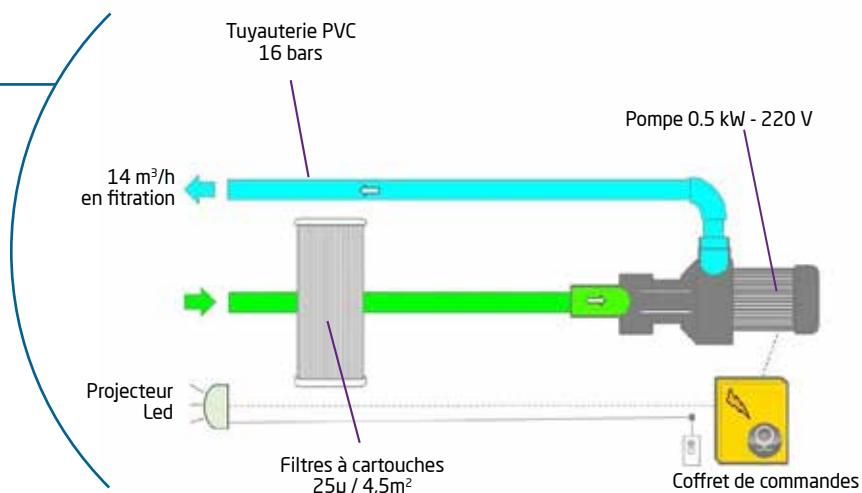 Tuyauterie PVC
16 bars
Pompe 0.5 kW - 220 V
14 m³/h
en fitration
Projecteur
Led
Filtres à cartouches
25µ / 4,5m²
Coffret de commandes